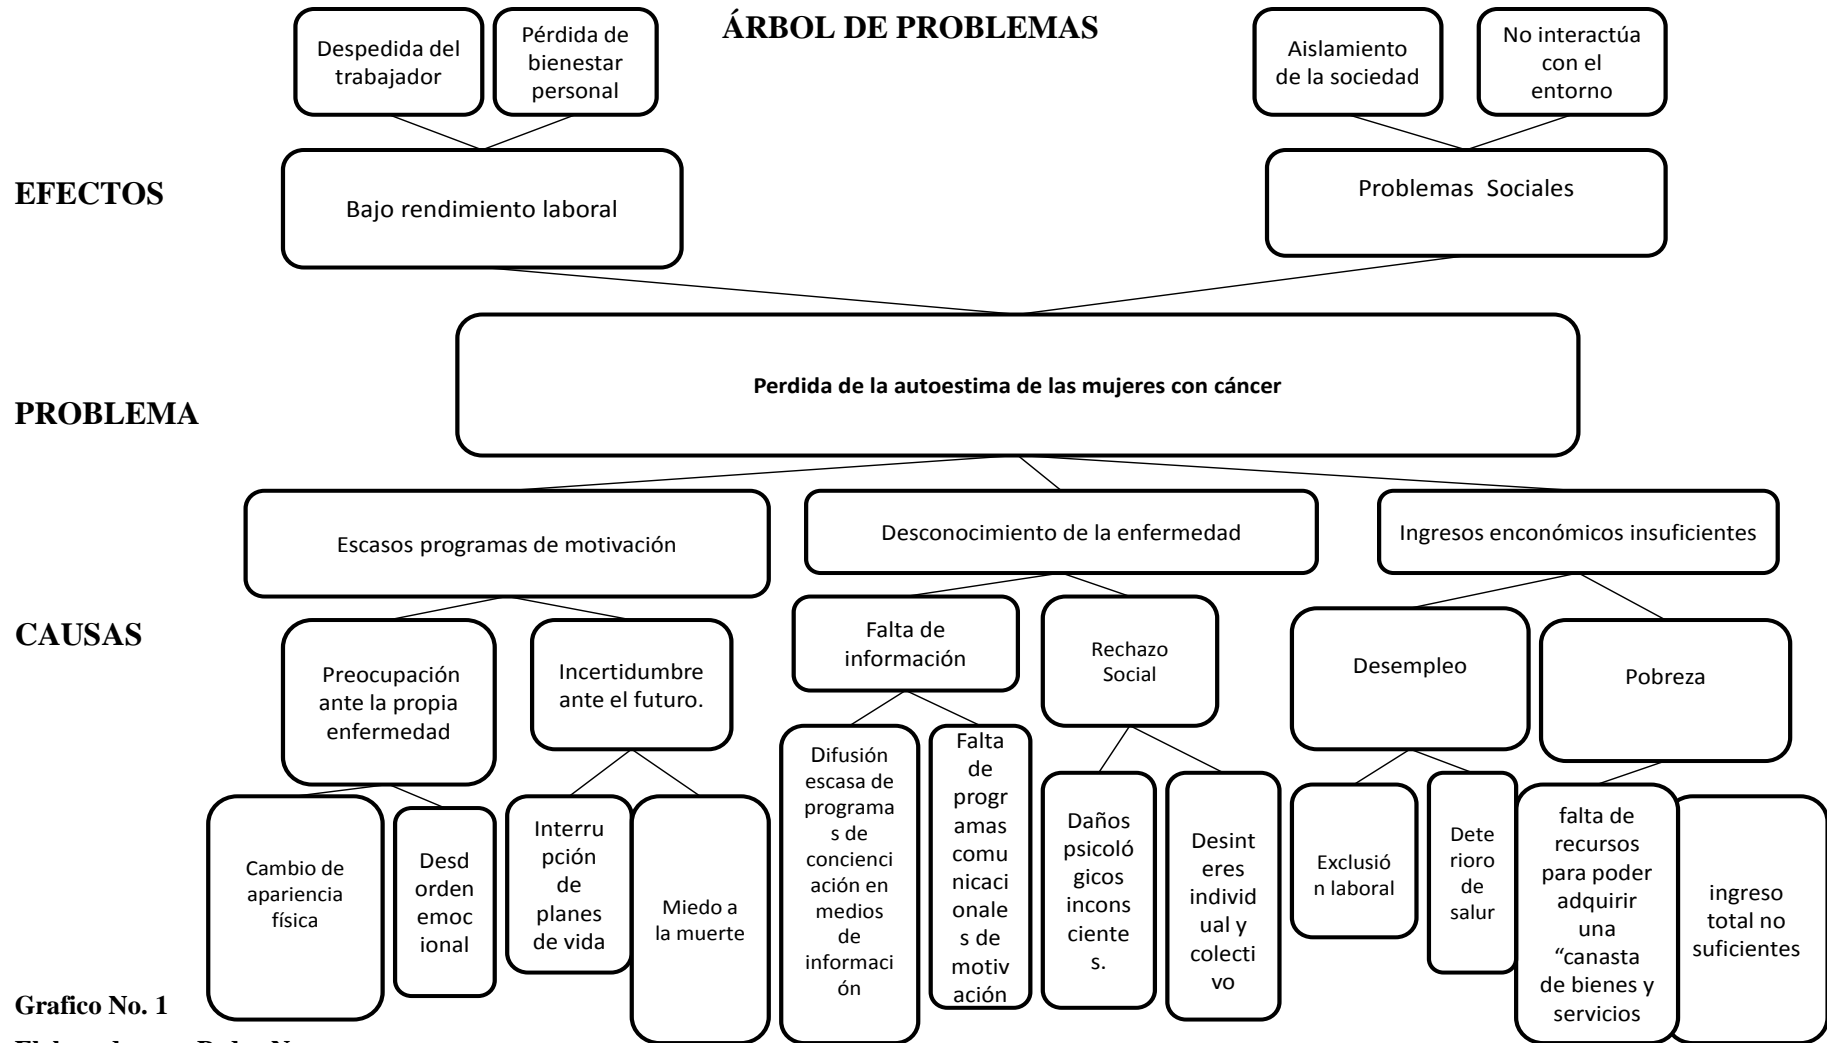 ÁRBOL DE PROBLEMAS
Despedida del
trabajador
Pérdida de
bienestar
personal
Aislamiento
de la sociedad
No interactúa
con el
entorno
EFECTOS
Bajo rendimiento laboral
Problemas Sociales
PROBLEMA
Perdida de la autoestima de las mujeres con cáncer
CAUSAS
Escasos programas de motivación
Desconocimiento de la enfermedad
Ingresos enconómicos insuficientes
Preocupación
ante la propia
enfermedad
Incertidumbre
ante el futuro.
Falta de
información
Rechazo
Social
Desempleo
Pobreza
Cambio de
apariencia
física
Desd
orden
emoc
ional
Interru
pción
de
planes
de vida
Miedo a
la muerte
Difusión
escasa de
programa
s de
concienci
ación en
medios
de
informaci
ón
Falta
de
progr
amas
comu
nicaci
onale
s de
motiv
ación
Daños
psicoló
gicos
incons
ciente
s.
Desint
eres
individ
ual y
colecti
vo
Exclusió
n laboral
Dete
rioro
de
salur
falta de
recursos
para poder
adquirir
una
“canasta
de bienes y
servicios
ingreso
total no
suficientes
Grafico No. 1